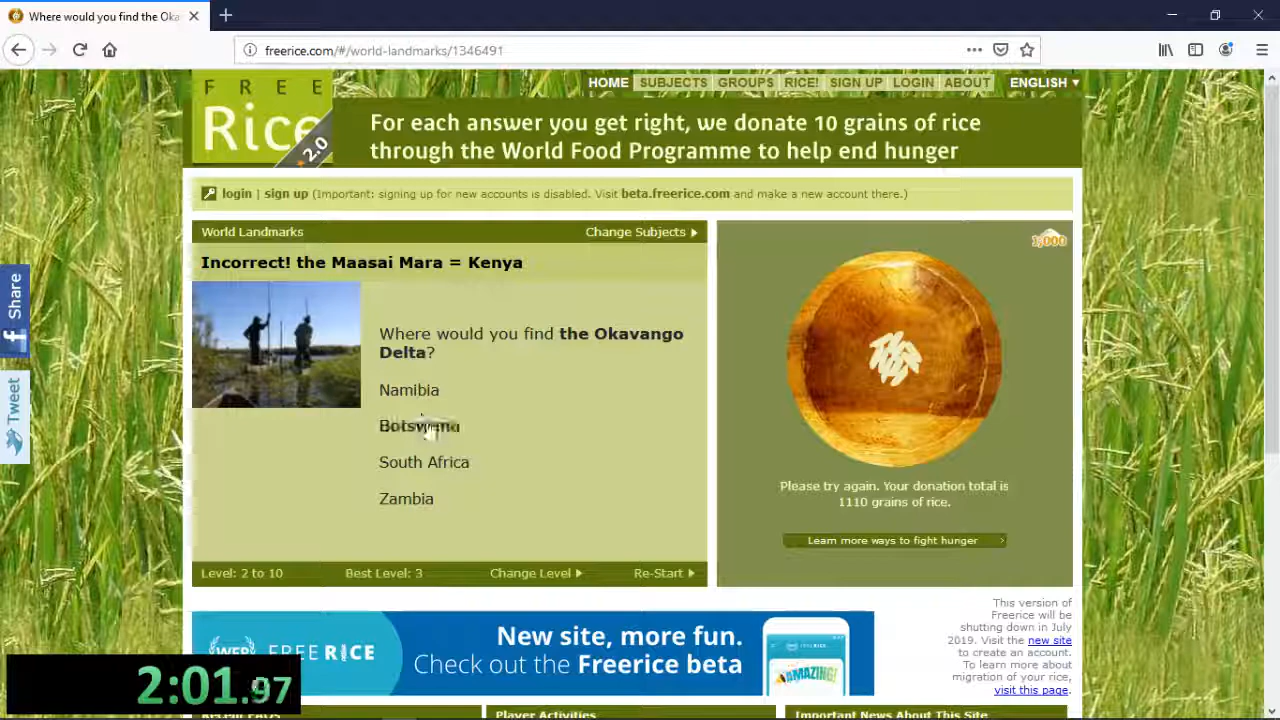 Where would you find the Oka
freerice.com/#/world-landmarks/1346491
FREE
Rice
2.0
HOME SUBJECTS GROUPS RICE! SIGN UP LOGIN ABOUT ENGLISH ▼
For each answer you get right, we donate 10 grains of rice
through the World Food Programme to help end hunger
login | sign up (Important: signing up for new accounts is disabled. Visit beta.freerice.com and make a new account there.)
World Landmarks
Change Subjects
Incorrect! the Maasai Mara = Kenya
Where would you find the Okavango
Delta?
Namibia
Botswana
South Africa
Zambia
Level: 2 to 10
Best Level: 3
Change Level
Re-Start
1,000
Please try again. Your donation total is
1110 grains of rice.
Learn more ways to fight hunger
Share
Tweet
WFP
FREERICE
New site, more fun.
Check out the Freerice beta
AMAZING!
This version of
Freerice will be
shutting down in July
2019. Visit the new site
to create an account.
To learn more about
migration of your rice,
visit this page.
2:01.97
Player Activities
Important News About This Site